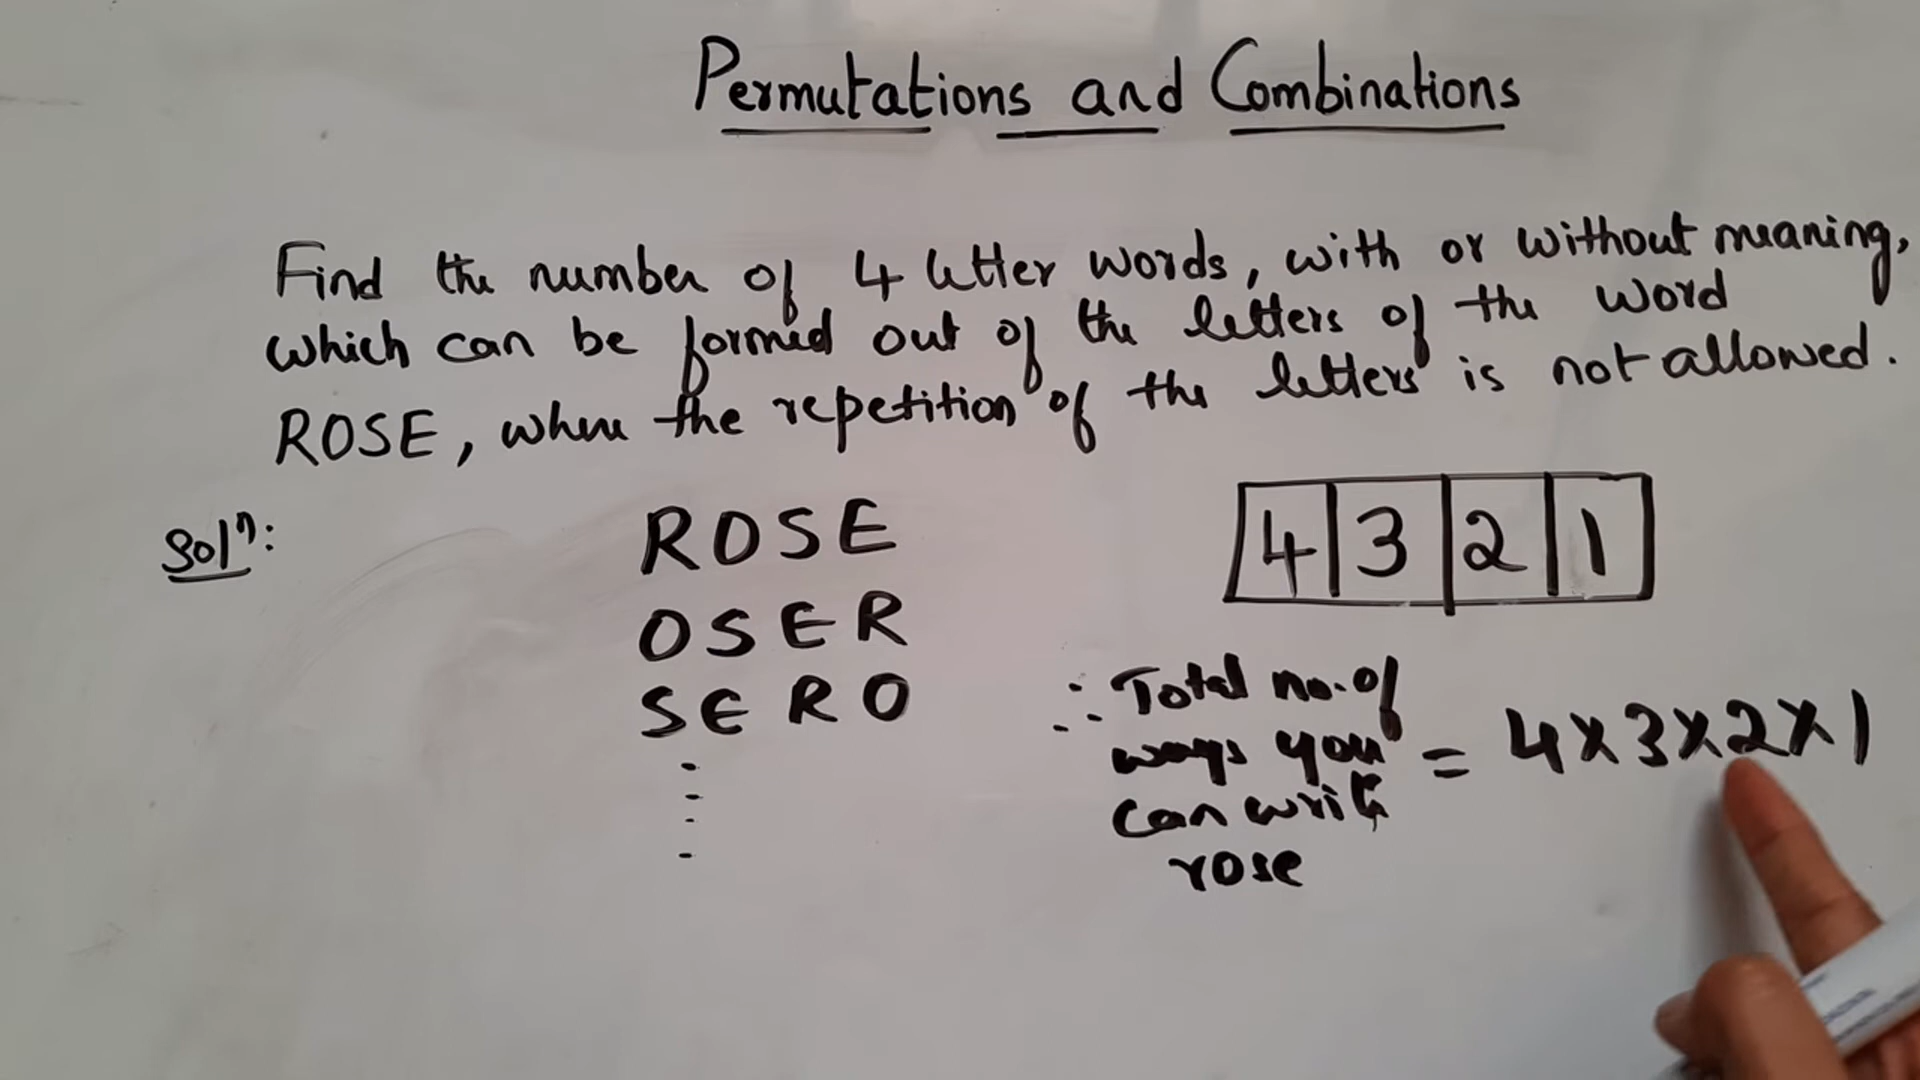 Permutations and Combinations
Find the number of 4 letter words, with or without meaning,
which can be formed out of the letters of the word
ROSE, where the repetition of the letters is not allowed.
Solⁿ:
ROSE
OSER
SERO
4 3 2 1
∴ Total no. of
ways you = 4×3×2×1
can write
rose